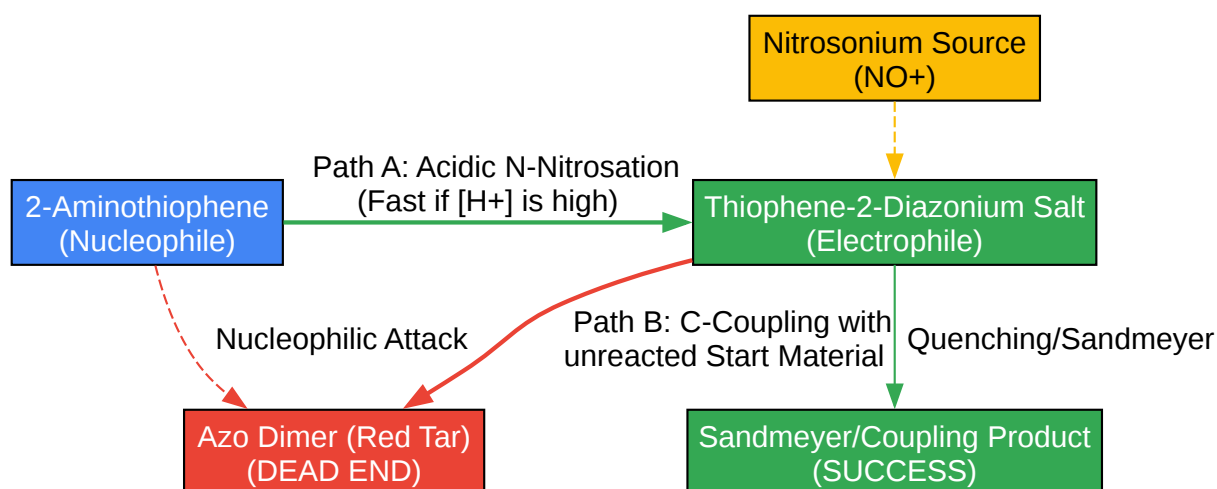 Nitrosonium Source
(NO+)
Path A: Acidic N-Nitrosation
(Fast if [H+] is high)
2-Aminothiophene
(Nucleophile)
Thiophene-2-Diazonium Salt
(Electrophile)
Nucleophilic Attack
Path B: C-Coupling with
unreacted Start Material
Quenching/Sandmeyer
Azo Dimer (Red Tar)
(DEAD END)
Sandmeyer/Coupling Product
(SUCCESS)